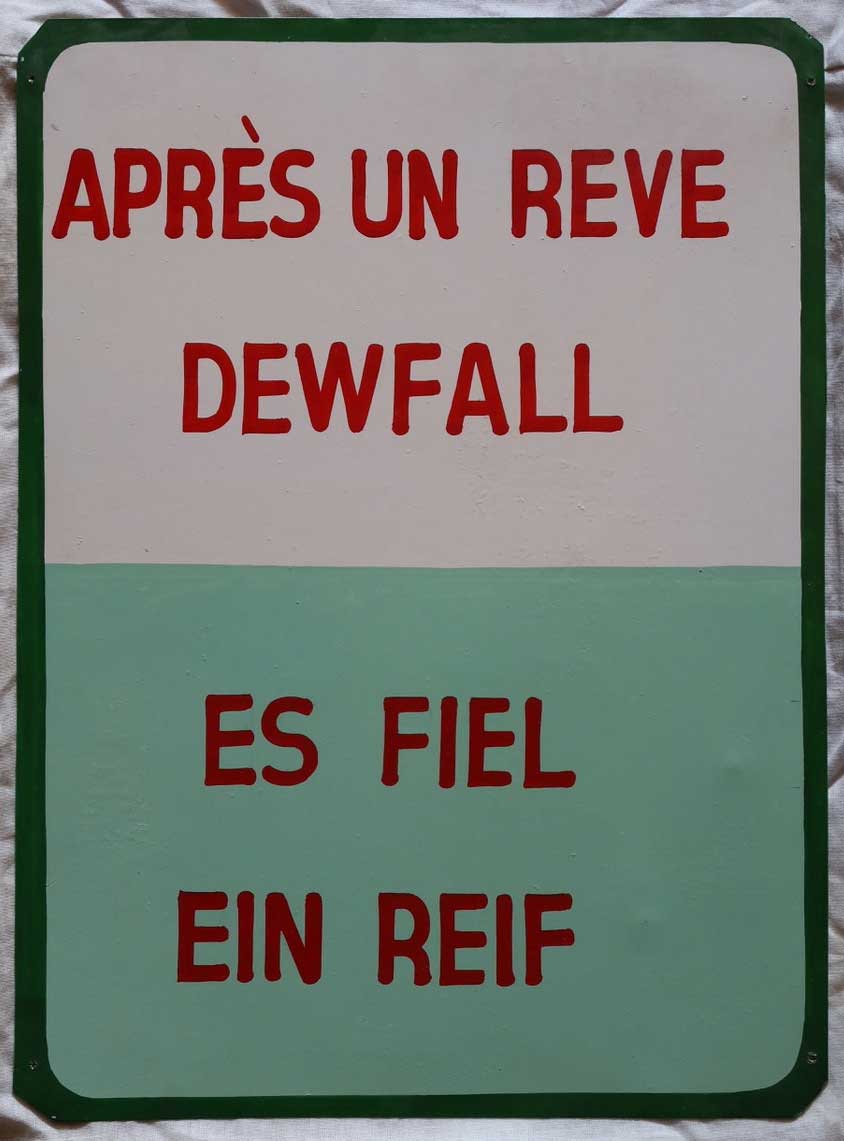 APRÈS UN REVE
DEWFALL
ES FIEL
EIN REIF